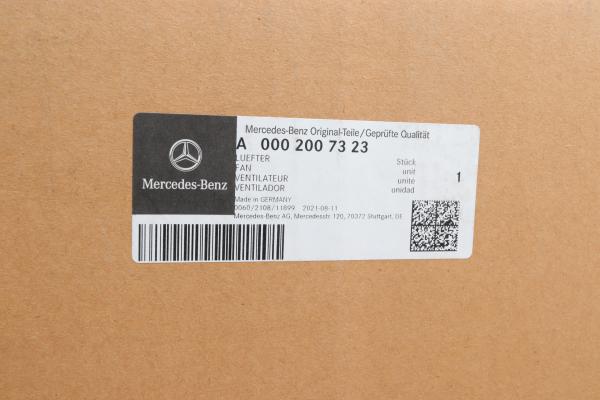 Mercedes-Benz Original-Teile/Geprüfte Qualität
A 000 200 73 23
LUEFTER
FAN
VENTILATEUR
VENTILADOR
Stück
unit
unité
unidad
1
Made in GERMANY
0060/2108/11899 2021-08-11
Mercedes-Benz AG, Mercedesstr. 120, 70372 Stuttgart, DE
Mercedes-Benz